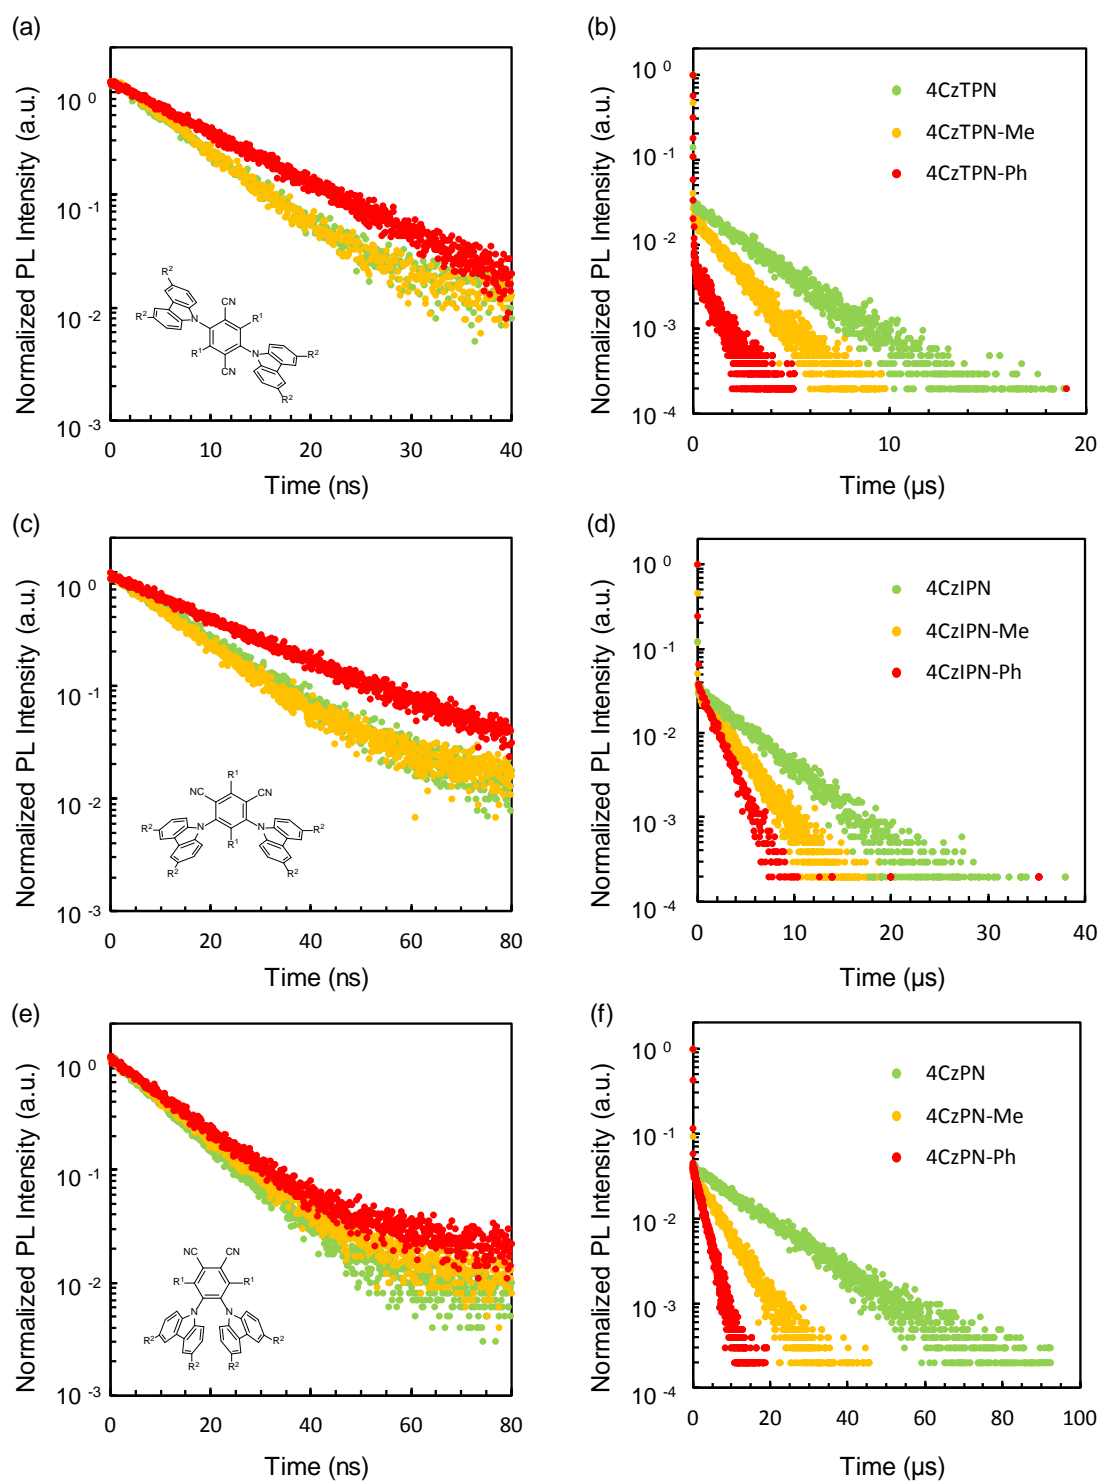 (a)
Normalized PL Intensity (a.u.)
10 0
10 -1
10 -2
10 -3
0 10 20 30 40
Time (ns)
R²
R²
N
CN
R¹
R¹
CN
N
R²
R²
(b)
Normalized PL Intensity (a.u.)
10 0
10 -1
10 -2
10 -3
10 -4
0 10 20
Time (µs)
4CzTPN
4CzTPN-Me
4CzTPN-Ph
(c)
Normalized PL Intensity (a.u.)
10 0
10 -1
10 -2
10 -3
0 20 40 60 80
Time (ns)
R¹
NC CN
R² N N R²
R¹
R² R²
(d)
Normalized PL Intensity (a.u.)
10 0
10 -1
10 -2
10 -3
10 -4
0 10 20 30 40
Time (µs)
4CzIPN
4CzIPN-Me
4CzIPN-Ph
(e)
Normalized PL Intensity (a.u.)
10 0
10 -1
10 -2
10 -3
0 20 40 60 80
Time (ns)
NC CN
R¹ R¹
N N
R² R²
R² R²
(f)
Normalized PL Intensity (a.u.)
10 0
10 -1
10 -2
10 -3
10 -4
0 20 40 60 80 100
Time (µs)
4CzPN
4CzPN-Me
4CzPN-Ph